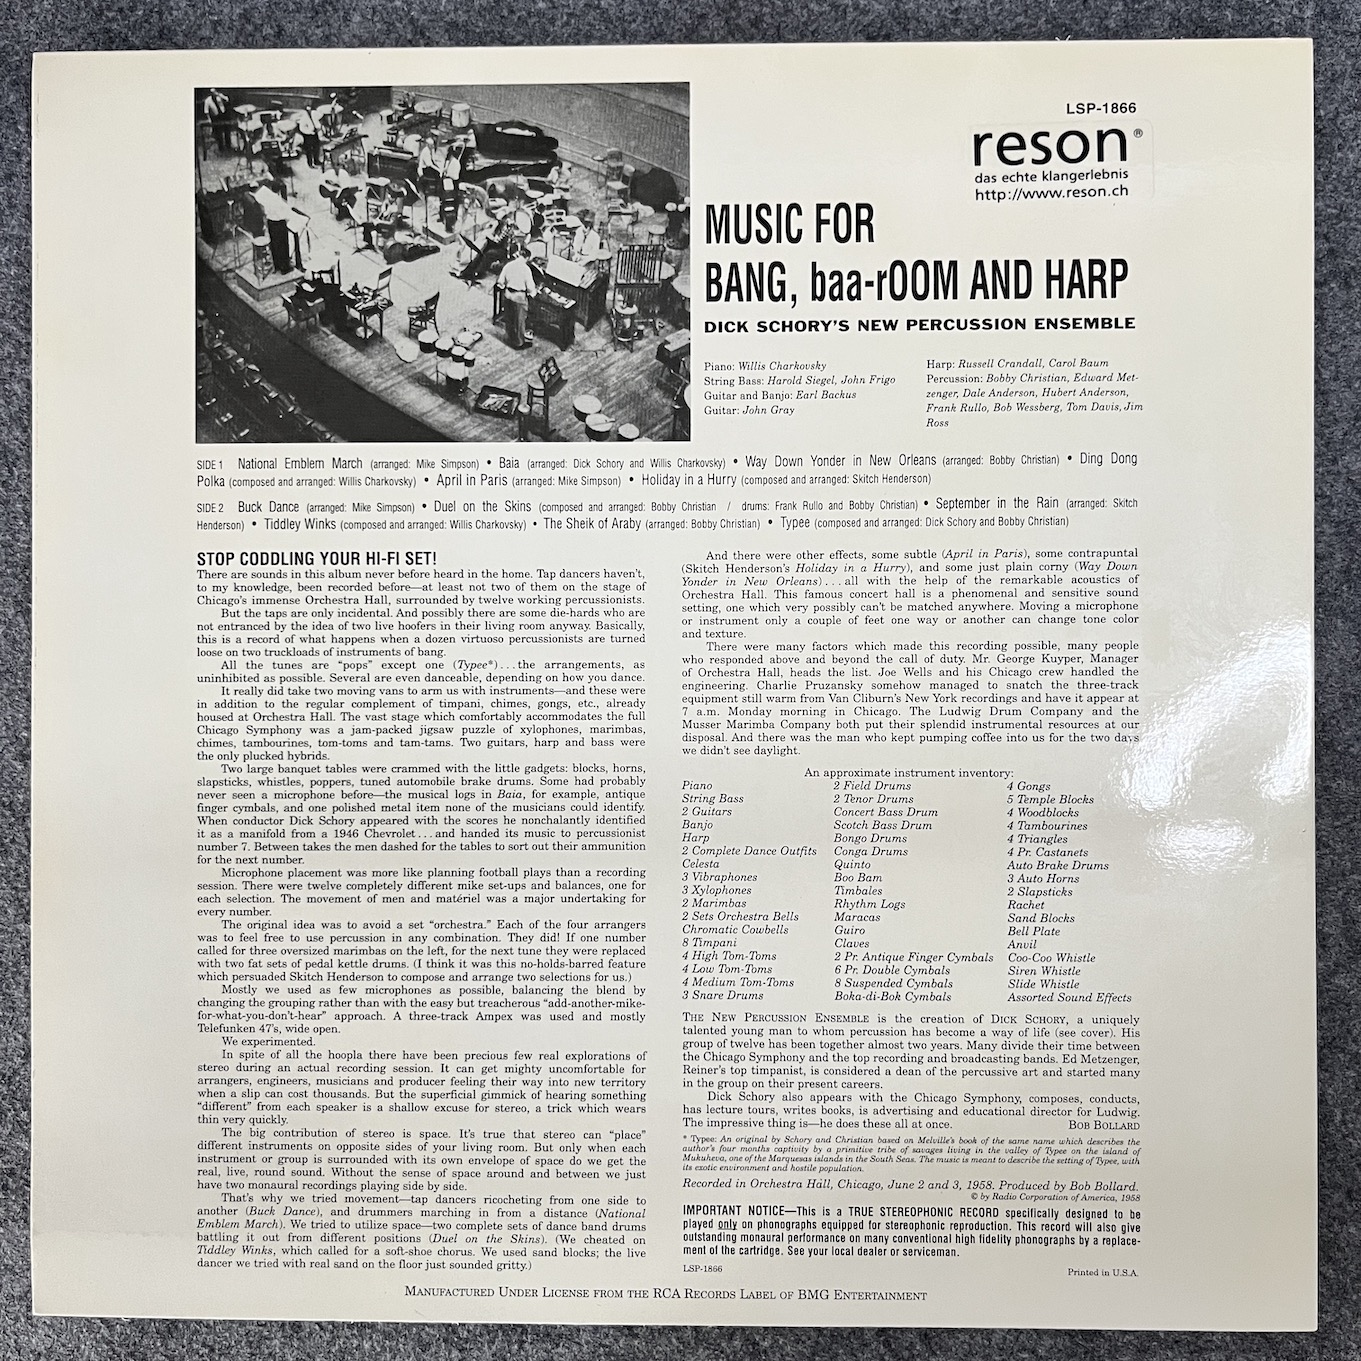 LSP-1866
reson®
das echte klangerlebnis
http://www.reson.ch
MUSIC FOR
BANG, baa-rOOM AND HARP
DICK SCHORY'S NEW PERCUSSION ENSEMBLE
Piano: Willis Charkovsky
String Bass: Harold Siegel, John Frigo
Guitar and Banjo: Earl Backus
Guitar: John Gray
Harp: Russell Crandall, Carol Baum
Percussion: Bobby Christian, Edward Met-
zenger, Dale Anderson, Hubert Anderson,
Frank Rullo, Bob Wessberg, Tom Davis, Jim
Ross
SIDE 1 National Emblem March (arranged: Mike Simpson) • Baia (arranged: Dick Schory and Willis Charkovsky) • Way Down Yonder in New Orleans (arranged: Bobby Christian) • Ding Dong
Polka (composed and arranged: Willis Charkovsky) • April in Paris (arranged: Mike Simpson) • Holiday in a Hurry (composed and arranged: Skitch Henderson)
SIDE 2 Buck Dance (arranged: Mike Simpson) • Duel on the Skins (composed and arranged: Bobby Christian / drums: Frank Rullo and Bobby Christian) • September in the Rain (arranged: Skitch
Henderson) • Tiddley Winks (composed and arranged: Willis Charkovsky) • The Sheik of Araby (arranged: Bobby Christian) • Typee (composed and arranged: Dick Schory and Bobby Christian)
STOP CODDLING YOUR HI-FI SET!
There are sounds in this album never before heard in the home. Tap dancers haven't,
to my knowledge, been recorded before—at least not two of them on the stage of
Chicago's immense Orchestra Hall, surrounded by twelve working percussionists.
But the taps are only incidental. And possibly there are some die-hards who are
not entranced by the idea of two live hoofers in their living room anyway. Basically,
this is a record of what happens when a dozen virtuoso percussionists are turned
loose on two truckloads of instruments of bang.
All the tunes are "pops" except one (Typee*)...the arrangements, as
uninhibited as possible. Several are even danceable, depending on how you dance.
It really did take two moving vans to arm us with instruments—and these were
in addition to the regular complement of timpani, chimes, gongs, etc., already
housed at Orchestra Hall. The vast stage which comfortably accommodates the full
Chicago Symphony was a jam-packed jigsaw puzzle of xylophones, marimbas,
chimes, tambourines, tom-toms and tam-tams. Two guitars, harp and bass were
the only plucked hybrids.
Two large banquet tables were crammed with the little gadgets: blocks, horns,
slapsticks, whistles, poppers, tuned automobile brake drums. Some had probably
never seen a microphone before—the musical logs in Baia, for example, antique
finger cymbals, and one polished metal item none of the musicians could identify.
When conductor Dick Schory appeared with the scores he nonchalantly identified
it as a manifold from a 1946 Chevrolet...and handed its music to percussionist
number 7. Between takes the men dashed for the tables to sort out their ammunition
for the next number.
Microphone placement was more like planning football plays than a recording
session. There were twelve completely different mike set-ups and balances, one for
each selection. The movement of men and matériel was a major undertaking for
every number.
The original idea was to avoid a set "orchestra." Each of the four arrangers
was to feel free to use percussion in any combination. They did! If one number
called for three oversized marimbas on the left, for the next tune they were replaced
with two fat sets of pedal kettle drums. (I think it was this no-holds-barred feature
which persuaded Skitch Henderson to compose and arrange two selections for us.)
Mostly we used as few microphones as possible, balancing the blend by
changing the grouping rather than with the easy but treacherous "add-another-mike-
for-what-you-don't-hear" approach. A three-track Ampex was used and mostly
Telefunken 47's, wide open.
We experimented.
In spite of all the hoopla there have been precious few real explorations of
stereo during an actual recording session. It can get mighty uncomfortable for
arrangers, engineers, musicians and producer feeling their way into new territory
when a slip can cost thousands. But the superficial gimmick of hearing something
"different" from each speaker is a shallow excuse for stereo, a trick which wears
thin very quickly.
The big contribution of stereo is space. It's true that stereo can "place"
different instruments on opposite sides of your living room. But only when each
instrument or group is surrounded with its own envelope of space do we get the
real, live, round sound. Without the sense of space around and between we just
have two monaural recordings playing side by side.
That's why we tried movement—tap dancers ricocheting from one side to
another (Buck Dance), and drummers marching in from a distance (National
Emblem March). We tried to utilize space—two complete sets of dance band drums
battling it out from different positions (Duel on the Skins). (We cheated on
Tiddley Winks, which called for a soft-shoe chorus. We used sand blocks; the live
dancer we tried with real sand on the floor just sounded gritty.)
And there were other effects, some subtle (April in Paris), some contrapuntal
(Skitch Henderson's Holiday in a Hurry), and some just plain corny (Way Down
Yonder in New Orleans)...all with the help of the remarkable acoustics of
Orchestra Hall. This famous concert hall is a phenomenal and sensitive sound
setting, one which very possibly can't be matched anywhere. Moving a microphone
or instrument only a couple of feet one way or another can change tone color
and texture.
There were many factors which made this recording possible, many people
who responded above and beyond the call of duty. Mr. George Kuyper, Manager
of Orchestra Hall, heads the list. Joe Wells and his Chicago crew handled the
engineering. Charlie Pruzansky somehow managed to snatch the three-track
equipment still warm from Van Cliburn's New York recordings and have it appear at
7 a.m. Monday morning in Chicago. The Ludwig Drum Company and the
Musser Marimba Company both put their splendid instrumental resources at our
disposal. And there was the man who kept pumping coffee into us for the two days
we didn't see daylight.
An approximate instrument inventory:
Piano
String Bass
2 Guitars
Banjo
Harp
2 Complete Dance Outfits
Celesta
3 Vibraphones
3 Xylophones
2 Marimbas
2 Sets Orchestra Bells
Chromatic Cowbells
8 Timpani
4 High Tom-Toms
4 Low Tom-Toms
4 Medium Tom-Toms
3 Snare Drums
2 Field Drums
2 Tenor Drums
Concert Bass Drum
Scotch Bass Drum
Bongo Drums
Conga Drums
Quinto
Boo Bam
Timbales
Rhythm Logs
Maracas
Guiro
Claves
2 Pr. Antique Finger Cymbals
6 Pr. Double Cymbals
8 Suspended Cymbals
Boka-di-Bok Cymbals
4 Gongs
5 Temple Blocks
4 Woodblocks
4 Tambourines
4 Triangles
4 Pr. Castanets
Auto Brake Drums
3 Auto Horns
2 Slapsticks
Rachet
Sand Blocks
Bell Plate
Anvil
Coo-Coo Whistle
Siren Whistle
Slide Whistle
Assorted Sound Effects
THE NEW PERCUSSION ENSEMBLE is the creation of DICK SCHORY, a uniquely
talented young man to whom percussion has become a way of life (see cover). His
group of twelve has been together almost two years. Many divide their time between
the Chicago Symphony and the top recording and broadcasting bands. Ed Metzenger,
Reiner's top timpanist, is considered a dean of the percussive art and started many
in the group on their present careers.
Dick Schory also appears with the Chicago Symphony, composes, conducts,
has lecture tours, writes books, is advertising and educational director for Ludwig.
The impressive thing is—he does these all at once. BOB BOLLARD
* Typee: An original by Schory and Christian based on Melville's book of the same name which describes the
author's four months captivity by a primitive tribe of savages living in the valley of Typee on the island of
Mukuheva, one of the Marquesas islands in the South Seas. The music is meant to describe the setting of Typee, with
its exotic environment and hostile population.
Recorded in Orchestra Hall, Chicago, June 2 and 3, 1958. Produced by Bob Bollard.
© by Radio Corporation of America, 1958
IMPORTANT NOTICE—This is a TRUE STEREOPHONIC RECORD specifically designed to be
played only on phonographs equipped for stereophonic reproduction. This record will also give
outstanding monaural performance on many conventional high fidelity phonographs by a replace-
ment of the cartridge. See your local dealer or serviceman.
LSP-1866
Printed in U.S.A.
MANUFACTURED UNDER LICENSE FROM THE RCA RECORDS LABEL OF BMG ENTERTAINMENT